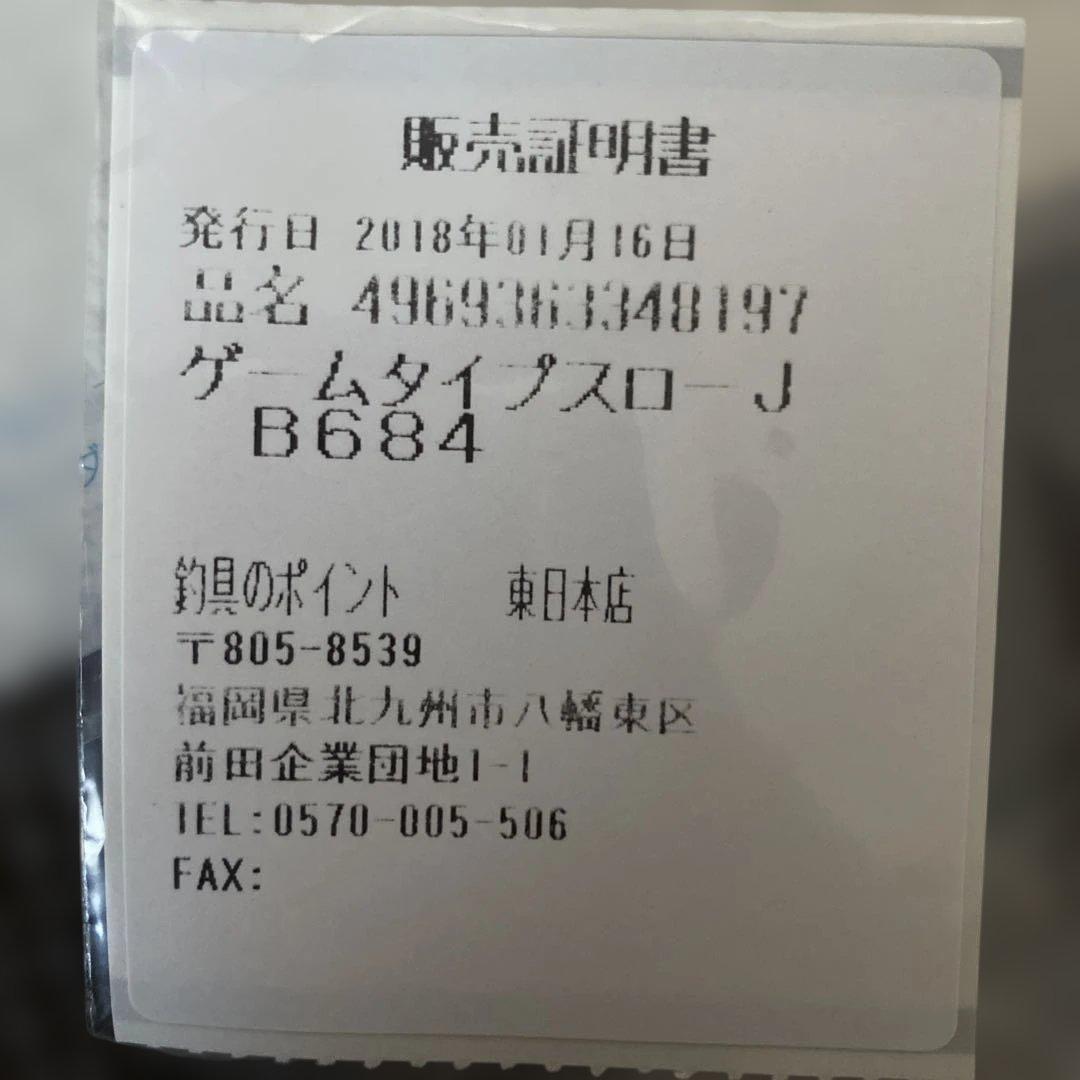 販売証明書
発行日 2018年01月16日
品名 4969363348197
ゲームタイプスローJ
B684
釣具のポイント 東日本店
〒805-8539
福岡県北九州市八幡東区
前田企業団地1-1
TEL:0570-005-506
FAX: